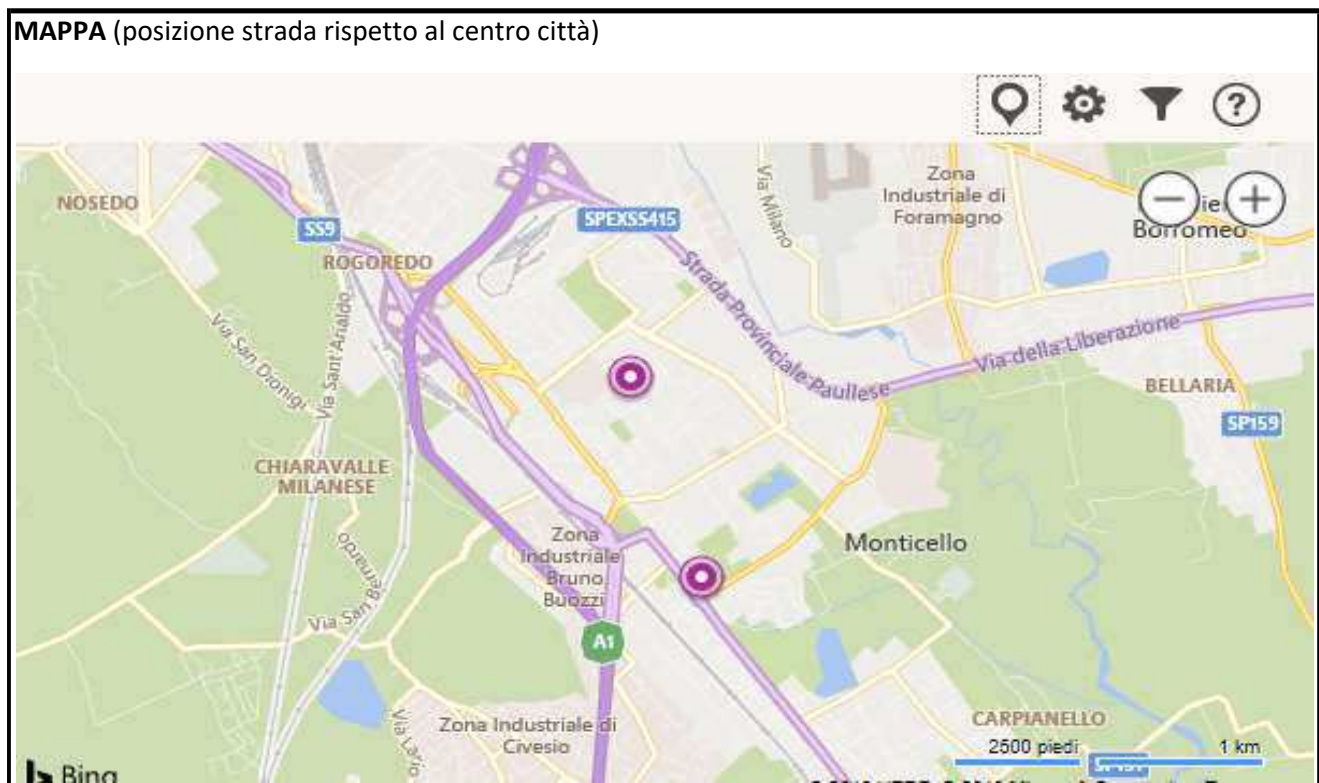 MAPPA (posizione strada rispetto al centro città)
?
NOSEDO
SS9
ROGOREDO
SPEXSS415
Via Milano
Zona
Industriale di
Foramagno
Borromeo
Strada Provinciale Paullese
Via della Liberazione
BELLARIA
SP159
Via San Dionigi
Via Sant'Arialdo
CHIARAVALLE
MILANESE
Via San Bernardo
Zona
Industriale
Bruno
Buozzi
A1
Monticello
Via Lario
Zona Industriale di
Civesio
CARPIANELLO
2500 piedi
1 km
Bing